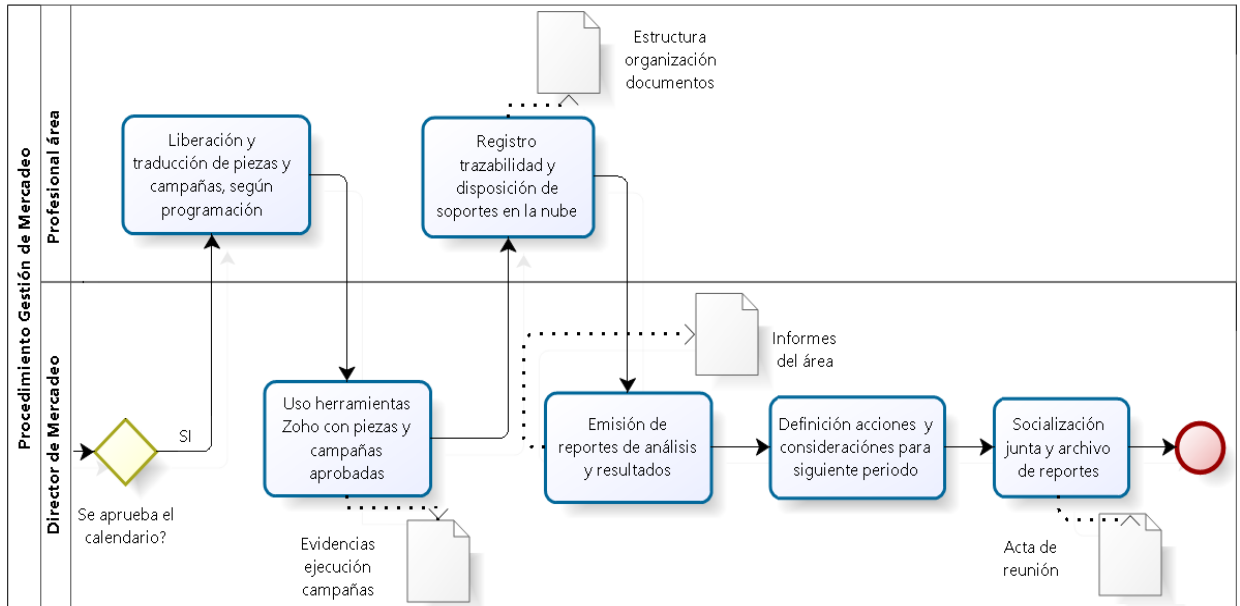 Procedimiento Gestión de Mercadeo
Profesional área
Director de Mercadeo
Se aprueba el
calendario?
SI
Liberación y
traducción de piezas y
campañas, según
programación
Uso herramientas
Zoho con piezas y
campañas
aprobadas
Evidencias
ejecución
campañas
Registro
trazabilidad y
disposición de
soportes en la nube
Estructura
organización
documentos
Emisión de
reportes de análisis
y resultados
Informes
del área
Definición acciones y
consideraciónes para
siguiente periodo
Socialización
junta y archivo
de reportes
Acta de
reunión